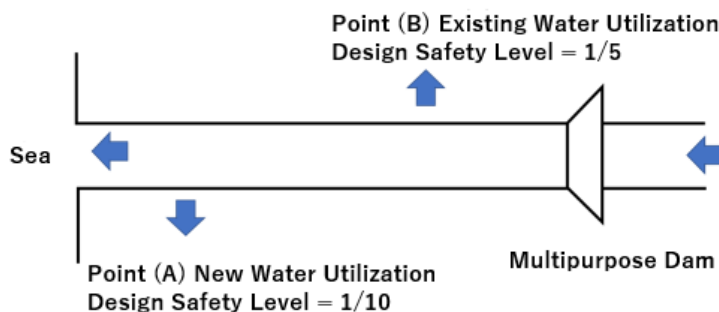 Point (B) Existing Water Utilization
Design Safety Level = 1/5
Sea
Multipurpose Dam
Point (A) New Water Utilization
Design Safety Level = 1/10